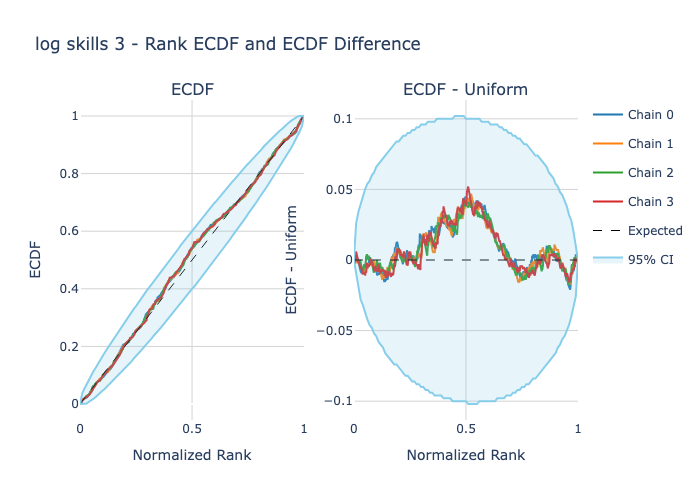 log skills 3 - Rank ECDF and ECDF Difference
ECDF
ECDF - Uniform
1
0.8
0.6
0.4
0.2
0
ECDF
0
0.5
1
Normalized Rank
0.1
0.05
0
−0.05
−0.1
ECDF - Uniform
0
0.5
1
Normalized Rank
Chain 0
Chain 1
Chain 2
Chain 3
Expected
95% CI